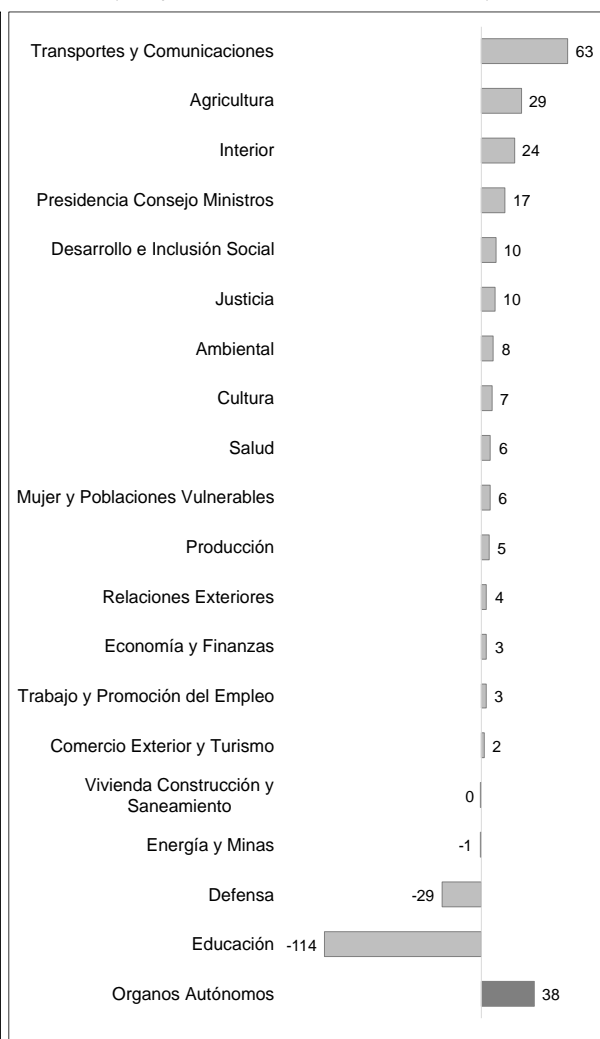 Transportes y Comunicaciones 63
Agricultura 29
Interior 24
Presidencia Consejo Ministros 17
Desarrollo e Inclusión Social 10
Justicia 10
Ambiental 8
Cultura 7
Salud 6
Mujer y Poblaciones Vulnerables 6
Producción 5
Relaciones Exteriores 4
Economía y Finanzas 3
Trabajo y Promoción del Empleo 3
Comercio Exterior y Turismo 2
Vivienda Construcción y
Saneamiento 0
Energía y Minas -1
Defensa -29
Educación -114
Organos Autónomos 38